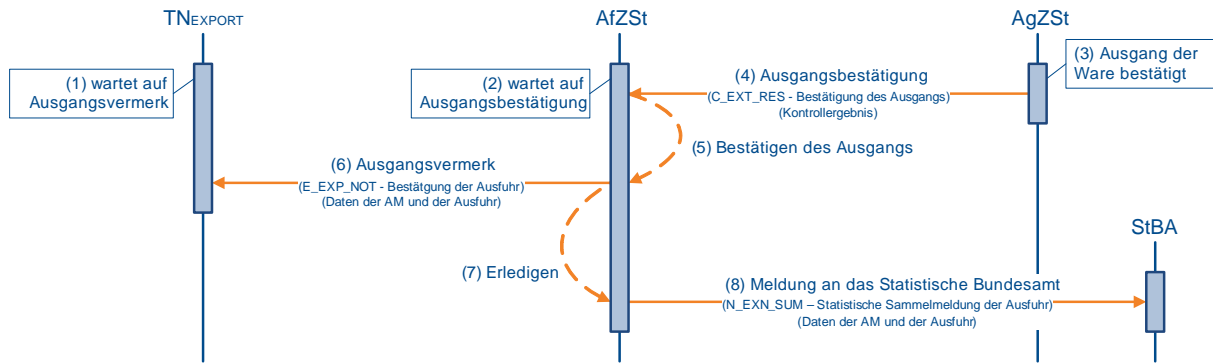 TNEXPORT
AfZSt
AgZSt
(1) wartet auf
Ausgangsvermerk
(2) wartet auf
Ausgangsbestätigung
(3) Ausgang der
Ware bestätigt
(4) Ausgangsbestätigung
(C_EXT_RES - Bestätigung des Ausgangs)
(Kontrollergebnis)
(5) Bestätigen des Ausgangs
(6) Ausgangsvermerk
(E_EXP_NOT - Bestätgung der Ausfuhr)
(Daten der AM und der Ausfuhr)
StBA
(7) Erledigen
(8) Meldung an das Statistische Bundesamt
(N_EXN_SUM – Statistische Sammelmeldung der Ausfuhr)
(Daten der AM und der Ausfuhr)